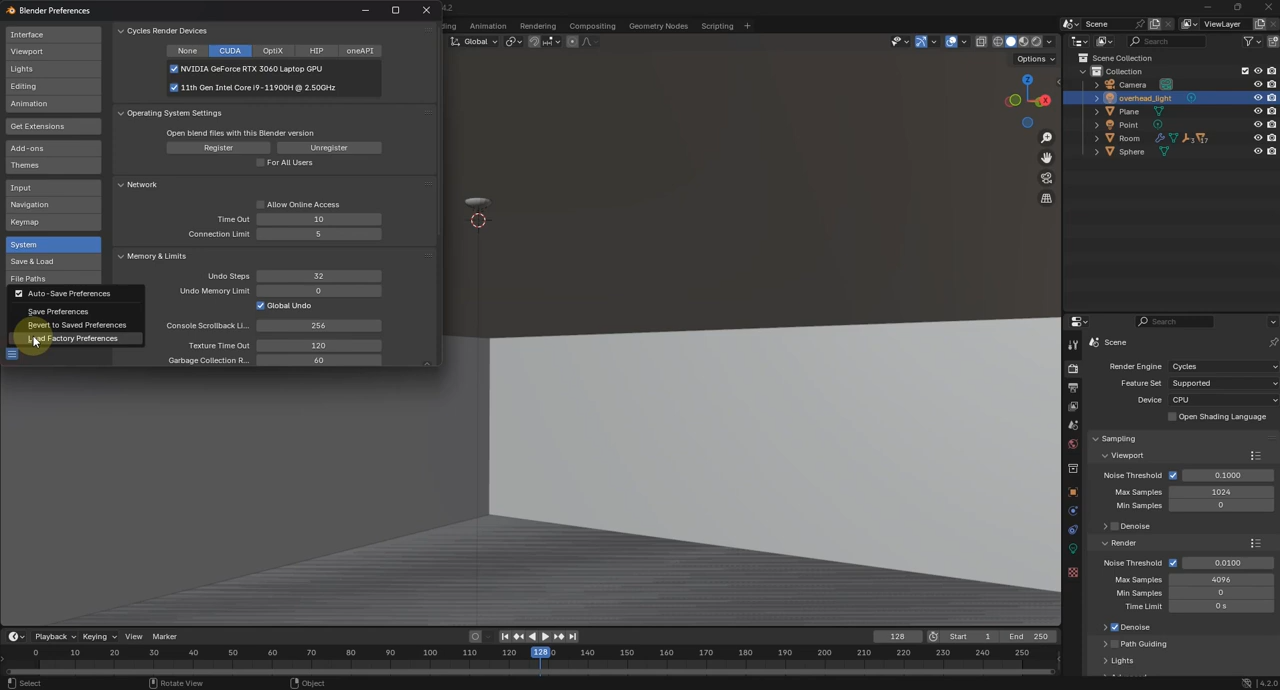 Blender Preferences
4.2
Interface
Viewport
Lights
Editing
Animation
Get Extensions
Add-ons
Themes
Input
Navigation
Keymap
System
Save & Load
File Paths
Auto-Save Preferences
Save Preferences
Revert to Saved Preferences
Load Factory Preferences
Cycles Render Devices
None CUDA OptiX HIP oneAPI
NVIDIA GeForce RTX 3060 Laptop GPU
11th Gen Intel Core i9-11900H @ 2.50GHz
Operating System Settings
Open blend files with this Blender version
Register Unregister
For All Users
Network
Allow Online Access
Time Out 10
Connection Limit 5
Memory & Limits
Undo Steps 32
Undo Memory Limit 0
Global Undo
Console Scrollback Li... 256
Texture Time Out 120
Garbage Collection R... 60
Animation Rendering Compositing Geometry Nodes Scripting +
Scene ViewLayer
Global
Options
Z
X
Search
Scene Collection
Collection
Camera
overhead_light
Plane
Point
Room 3 17
Sphere
Search
Scene
Render Engine Cycles
Feature Set Supported
Device CPU
Open Shading Language
Sampling
Viewport
Noise Threshold 0.1000
Max Samples 1024
Min Samples 0
Denoise
Render
Noise Threshold 0.0100
Max Samples 4096
Min Samples 0
Time Limit 0 s
Denoise
Path Guiding
Lights
Playback Keying View Marker
128 Start 1 End 250
0 10 20 30 40 50 60 70 80 90 100 110 120 128 140 150 160 170 180 190 200 210 220 230 240 250
Select Rotate View Object
4.2.0